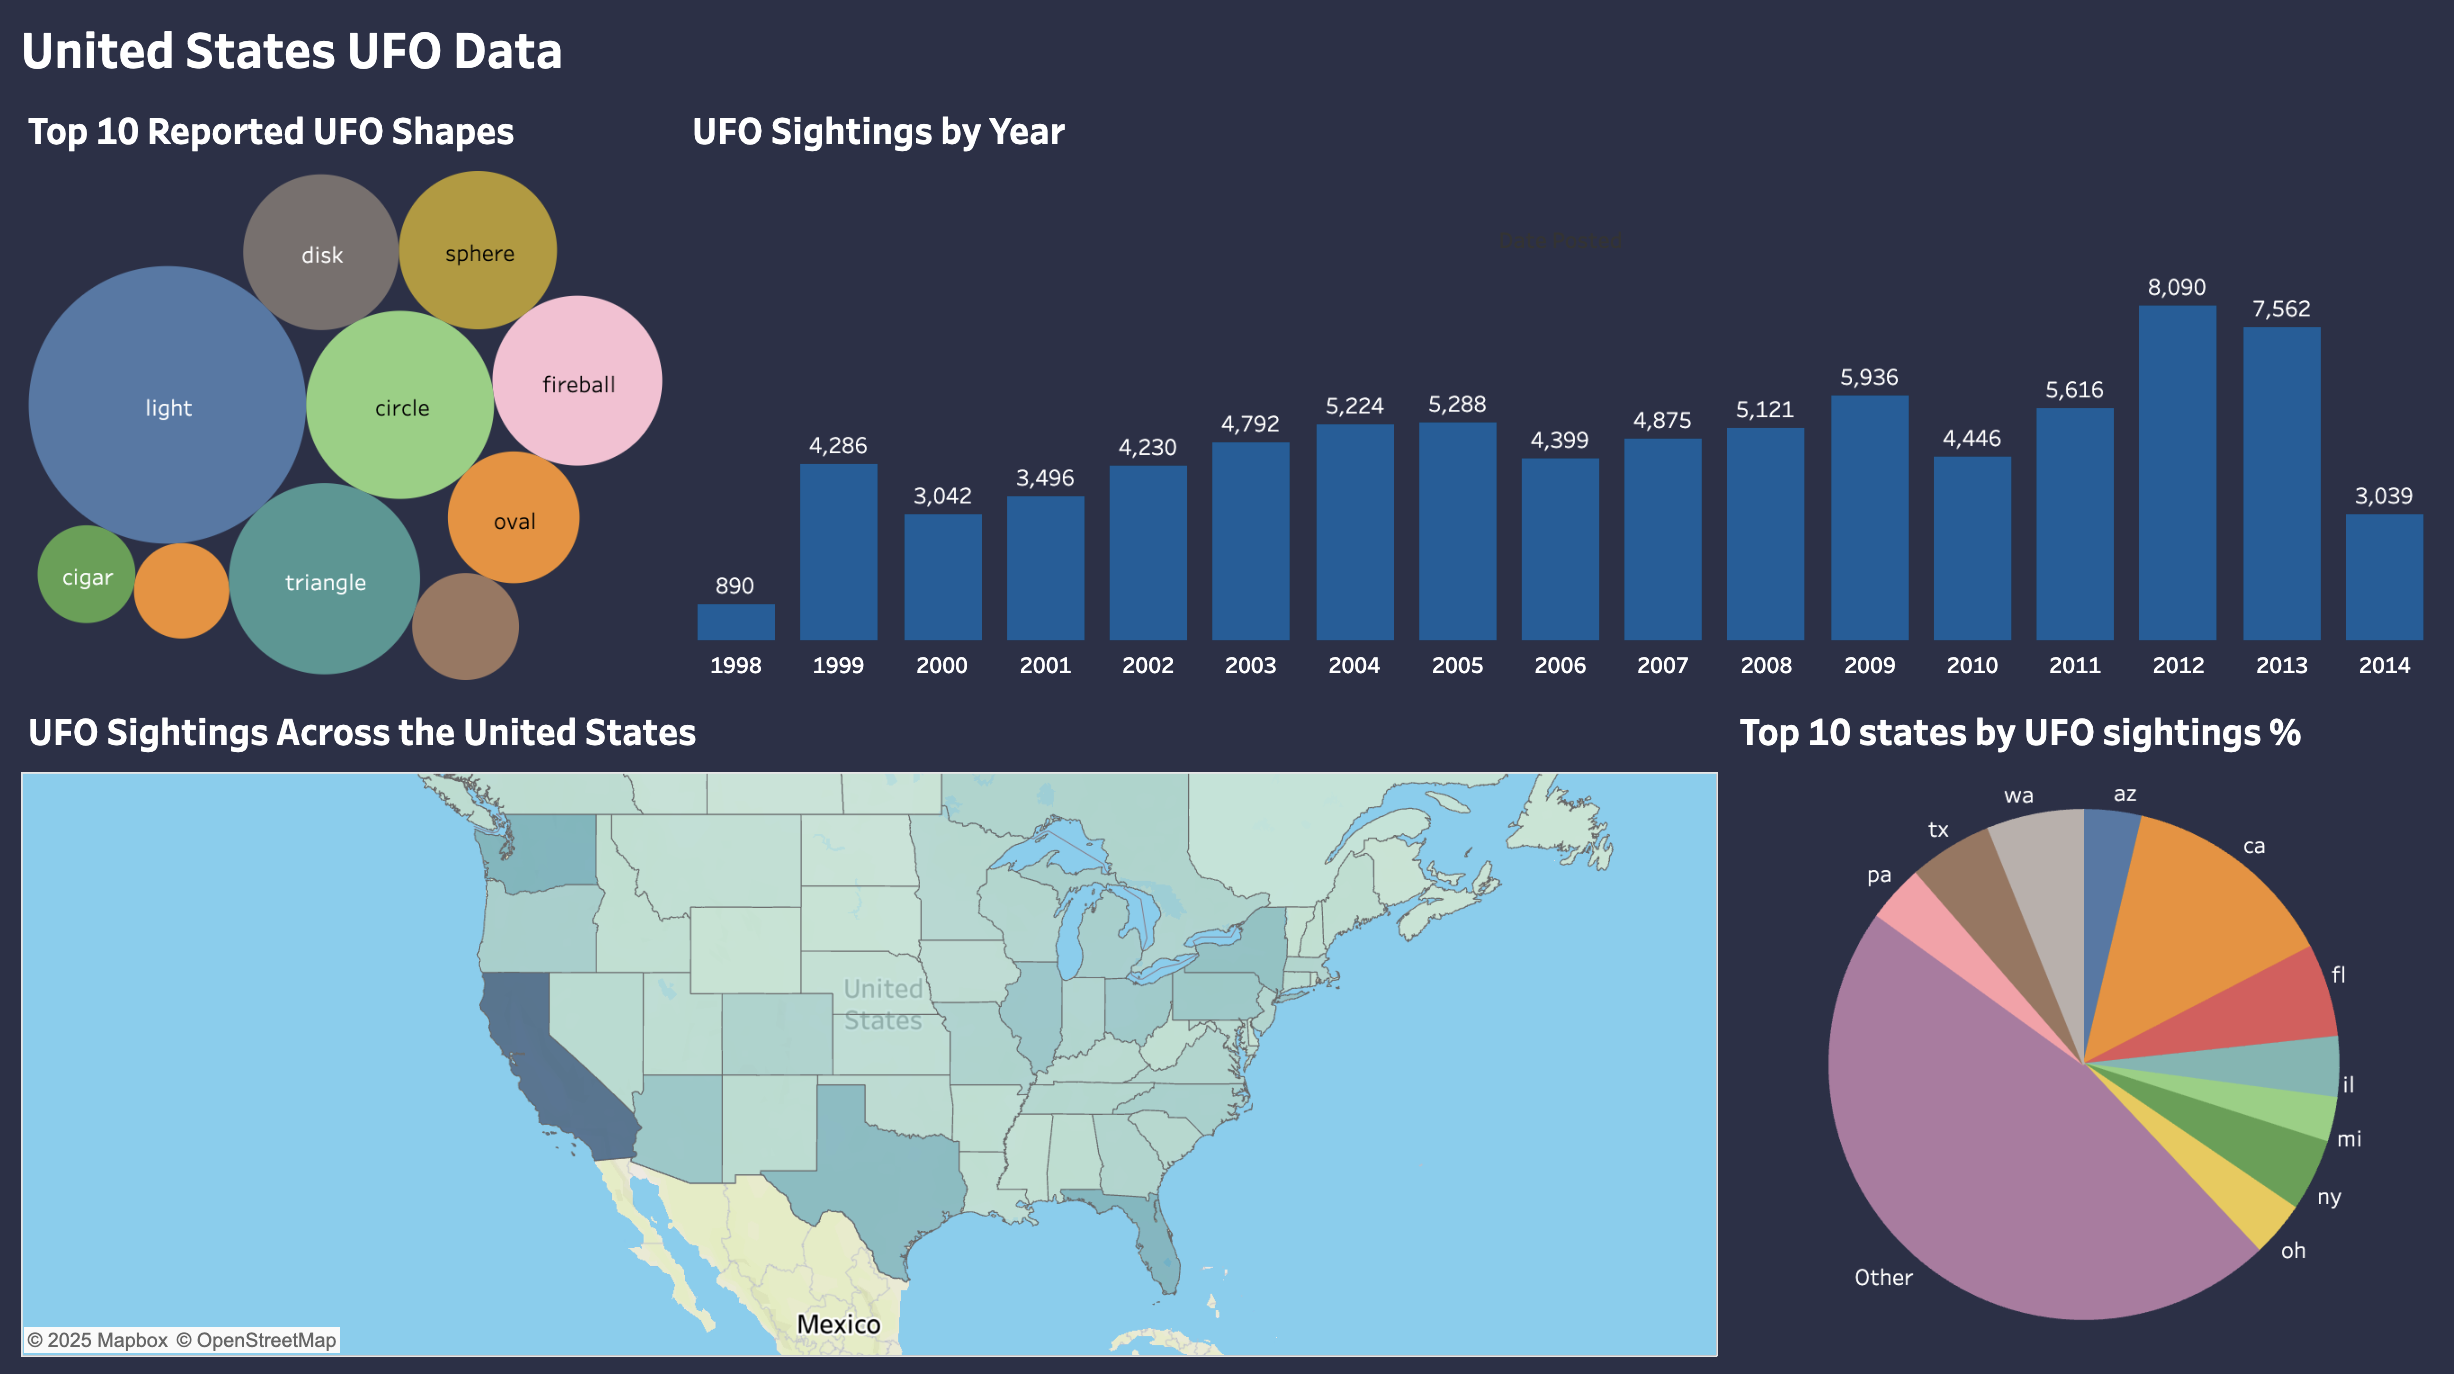 United States UFO Data
Top 10 Reported UFO Shapes
disk
sphere
light
circle
fireball
oval
cigar
triangle
UFO Sightings by Year
Date Posted
890
4,286
3,042
3,496
4,230
4,792
5,224
5,288
4,399
4,875
5,121
5,936
4,446
5,616
8,090
7,562
3,039
1998 1999 2000 2001 2002 2003 2004 2005 2006 2007 2008 2009 2010 2011 2012 2013 2014
UFO Sightings Across the United States
United
States
Mexico
© 2025 Mapbox © OpenStreetMap
Top 10 states by UFO sightings %
wa
az
tx
ca
pa
fl
il
mi
ny
oh
Other